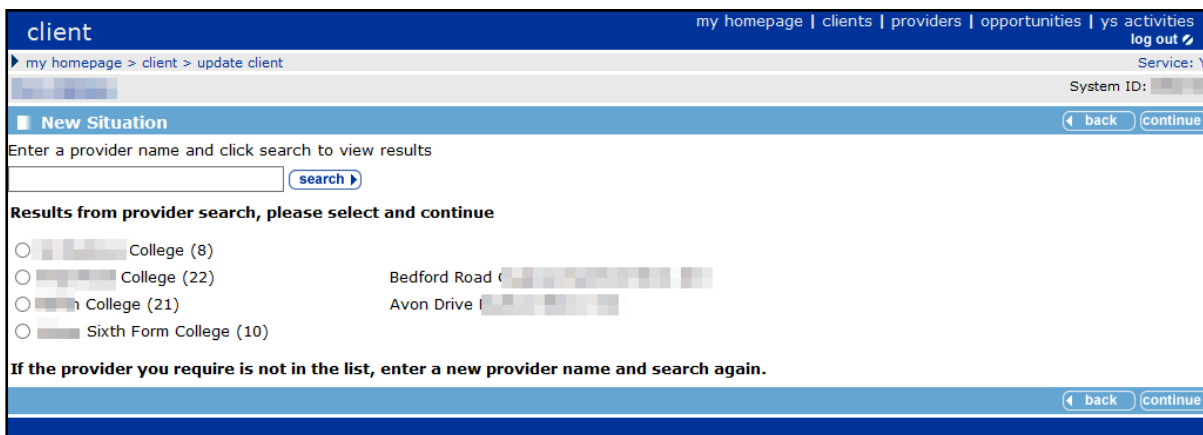 client
my homepage | clients | providers | opportunities | ys activities
log out
my homepage > client > update client
Service:
System ID:
New Situation
back continue
Enter a provider name and click search to view results
search
Results from provider search, please select and continue
College (8)
College (22) Bedford Road
College (21) Avon Drive
Sixth Form College (10)
If the provider you require is not in the list, enter a new provider name and search again.
back continue